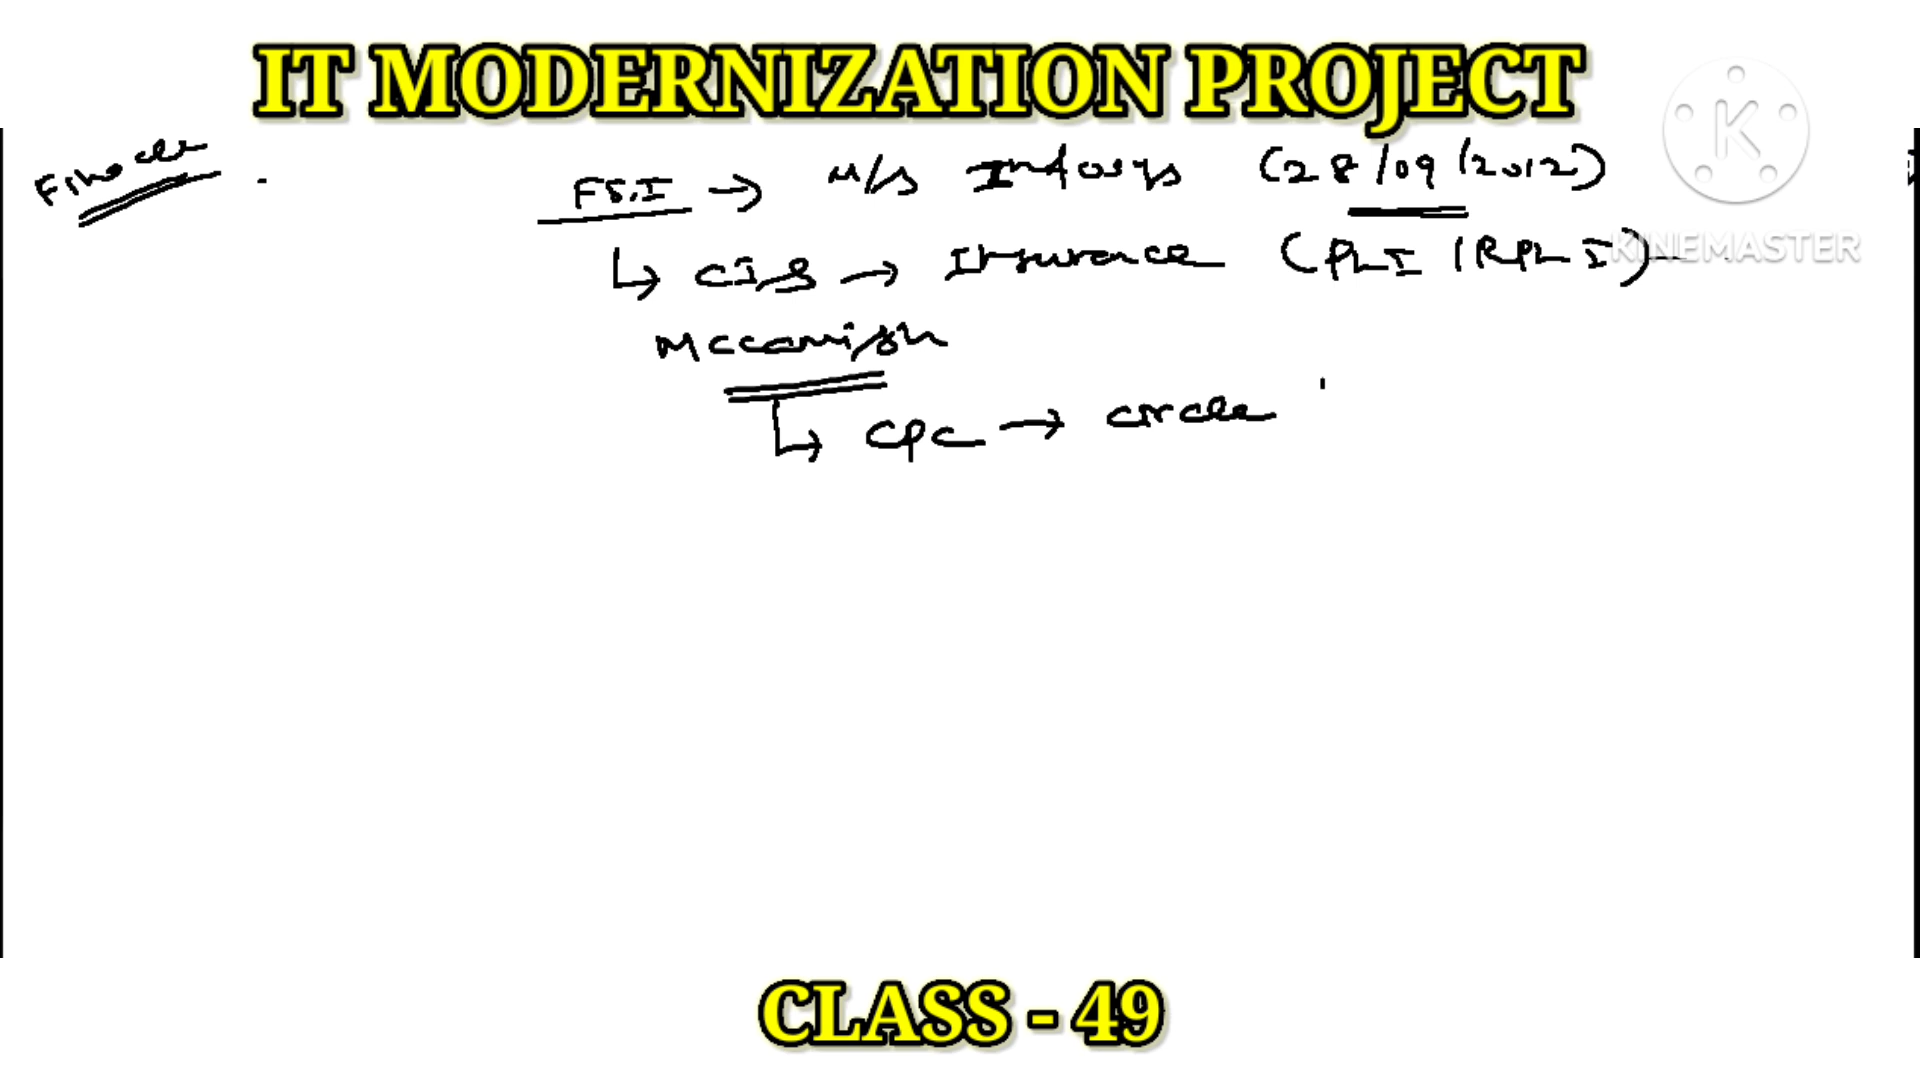 IT MODERNIZATION PROJECT
Finacle
FSI → M/s Infosys (28/09/2012)
↳ CIS → Insurance (PLI/RPLI)
Mccamish
↳ CPC → Circle
K
KINEMASTER
CLASS - 49